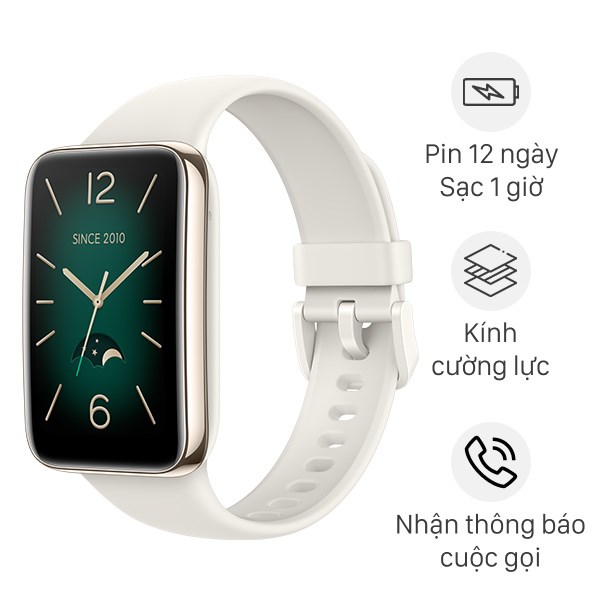 12
SINCE 2010
6
Pin 12 ngày
Sạc 1 giờ
Kính
cường lực
Nhận thông báo
cuộc gọi